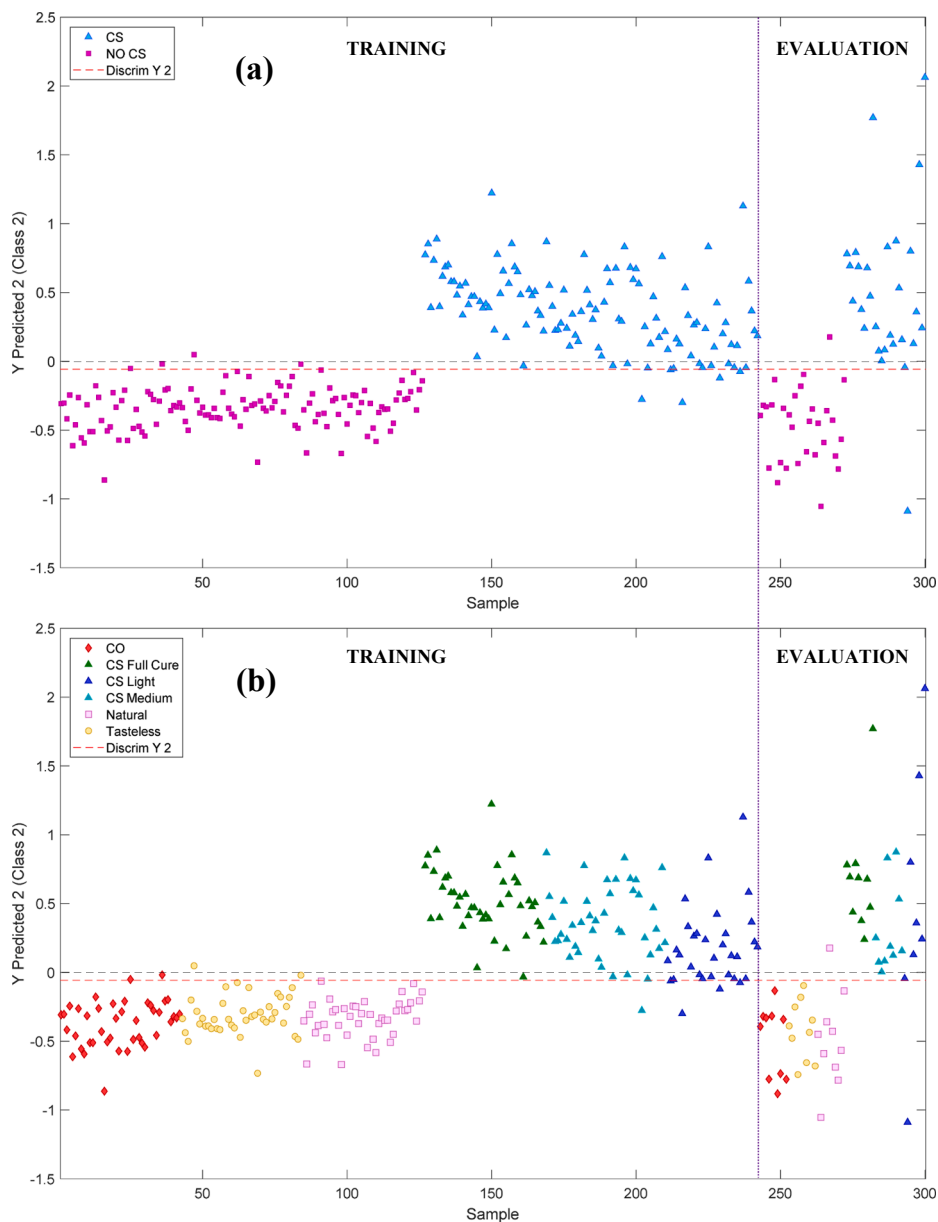 2.5
CS
NO CS
Discrim Y 2
(a)
TRAINING
EVALUATION
2
1.5
1
0.5
0
-0.5
-1
-1.5
Y Predicted 2 (Class 2)
50
100
150
200
250
300
Sample
2.5
CO
CS Full Cure
CS Light
CS Medium
Natural
Tasteless
Discrim Y 2
(b)
TRAINING
EVALUATION
2
1.5
1
0.5
0
-0.5
-1
-1.5
Y Predicted 2 (Class 2)
50
100
150
200
250
300
Sample